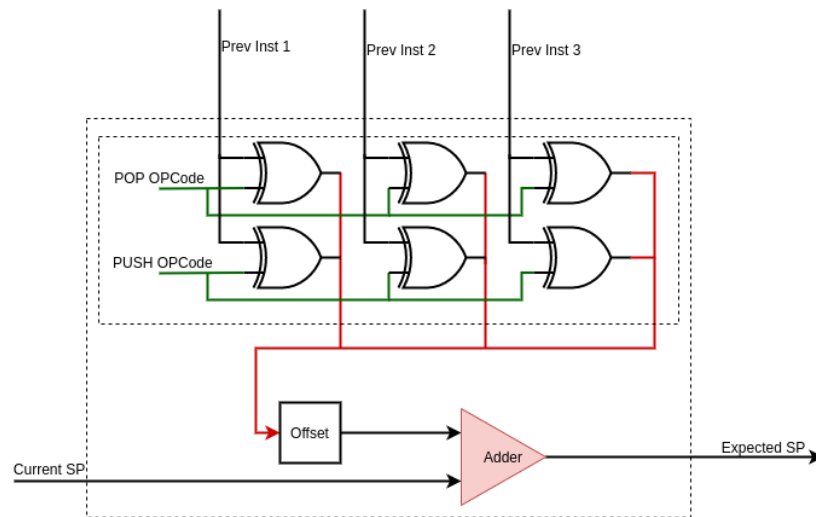 Prev Inst 1
Prev Inst 2
Prev Inst 3
POP OPCode
PUSH OPCode
Offset
Adder
Expected SP
Current SP